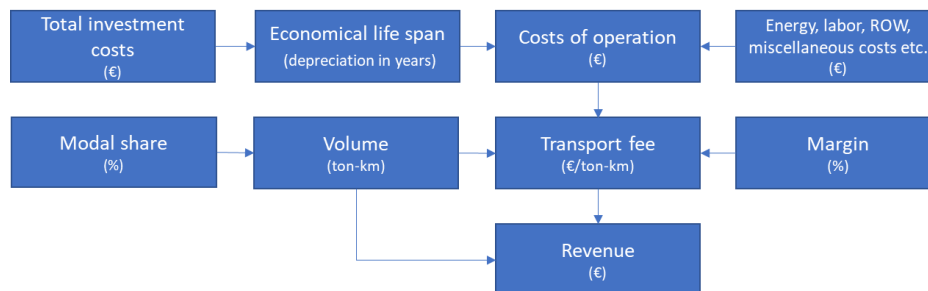 Total investment
costs
(€)
Economical life span
(depreciation in years)
Costs of operation
(€)
Energy, labor, ROW,
miscellaneous costs etc.
(€)
Modal share
(%)
Volume
(ton-km)
Transport fee
(€/ton-km)
Margin
(%)
Revenue
(€)